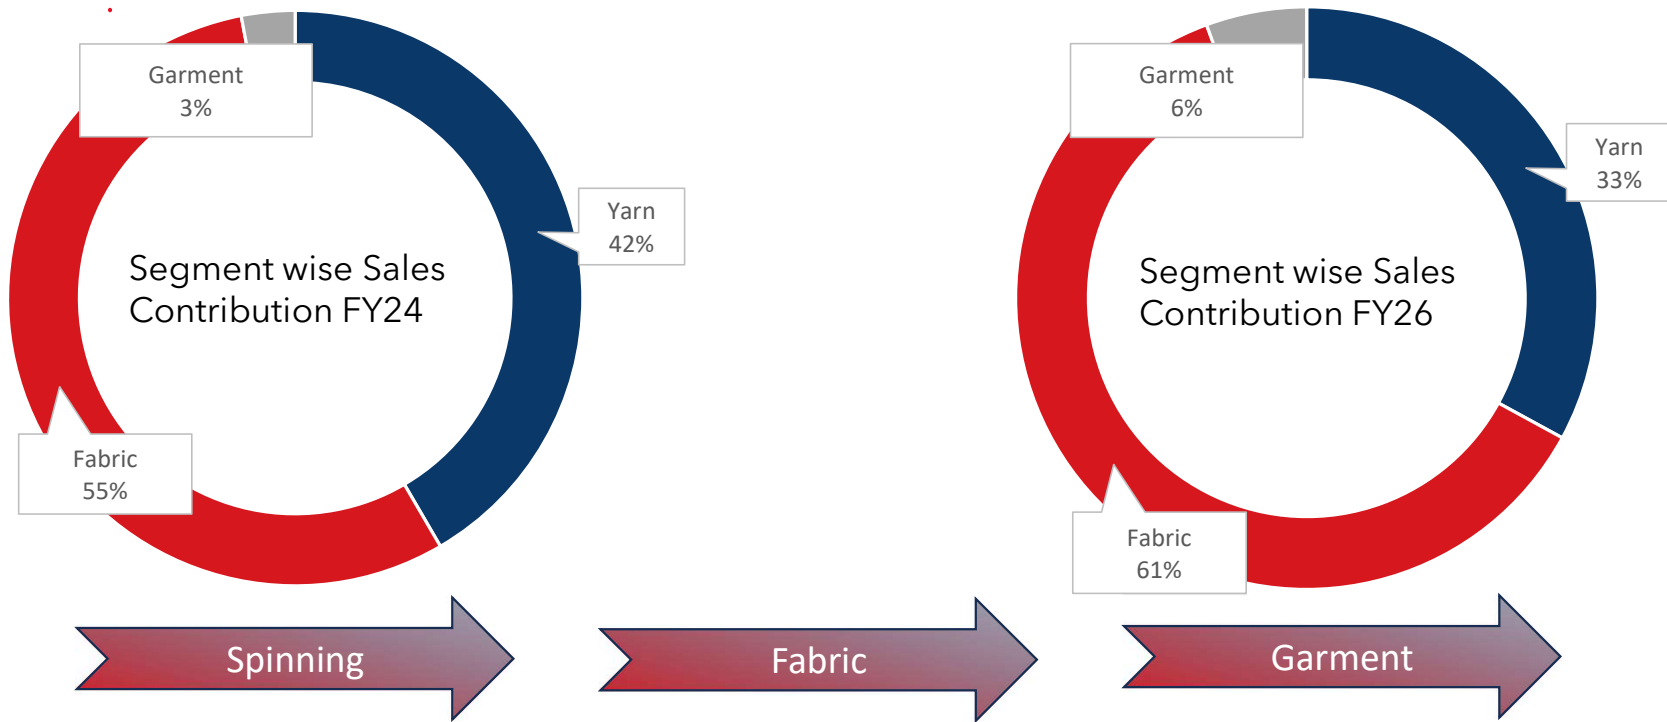 Garment
3%
Yarn
42%
Segment wise Sales
Contribution FY24
Fabric
55%
Garment
6%
Yarn
33%
Segment wise Sales
Contribution FY26
Fabric
61%
Spinning
Fabric
Garment